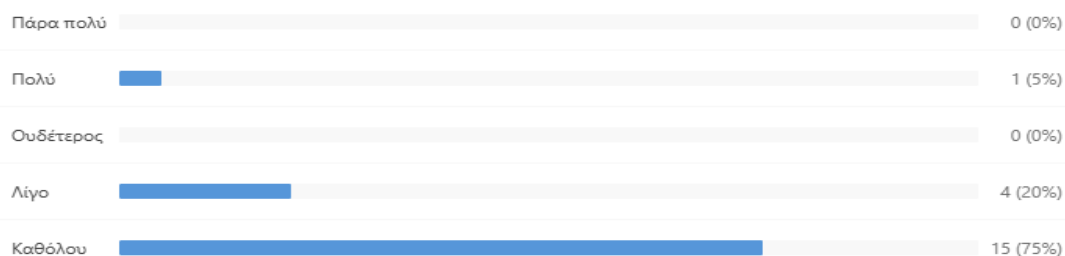 Πάρα πολύ 0 (0%)
Πολύ 1 (5%)
Ουδέτερος 0 (0%)
Λίγο 4 (20%)
Καθόλου 15 (75%)